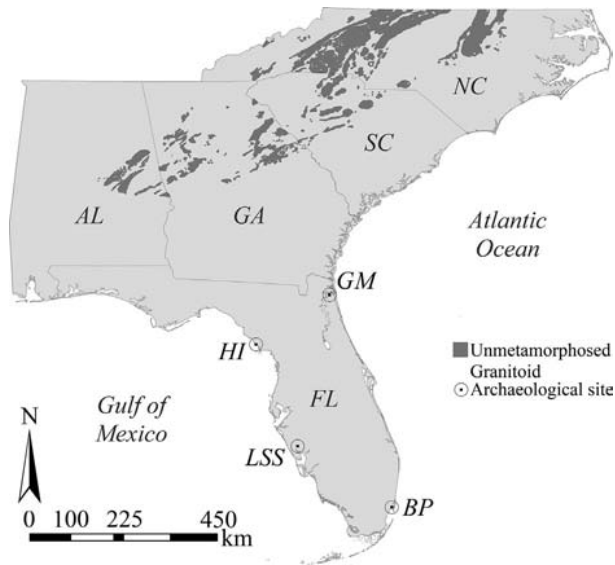 NC
SC
AL
GA
Atlantic
Ocean
GM
HI
Unmetamorphosed
Granitoid
Archaeological site
FL
Gulf of
Mexico
N
LSS
BP
0 100 225 450
km